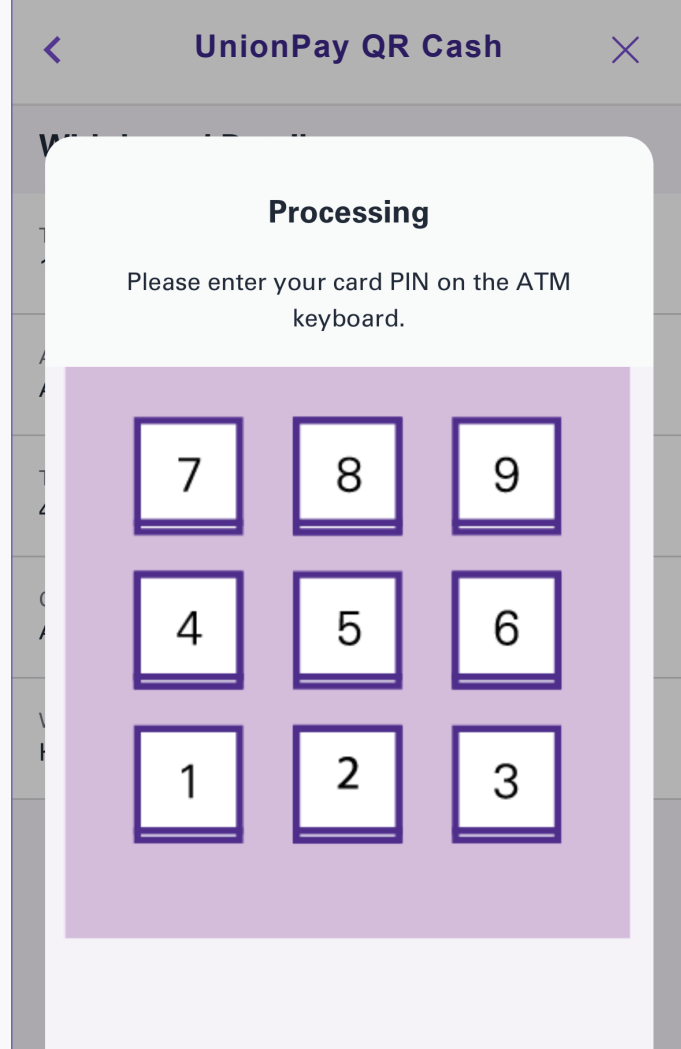 UnionPay QR Cash
Processing
Please enter your card PIN on the ATM
keyboard.
7 8 9
4 5 6
1 2 3